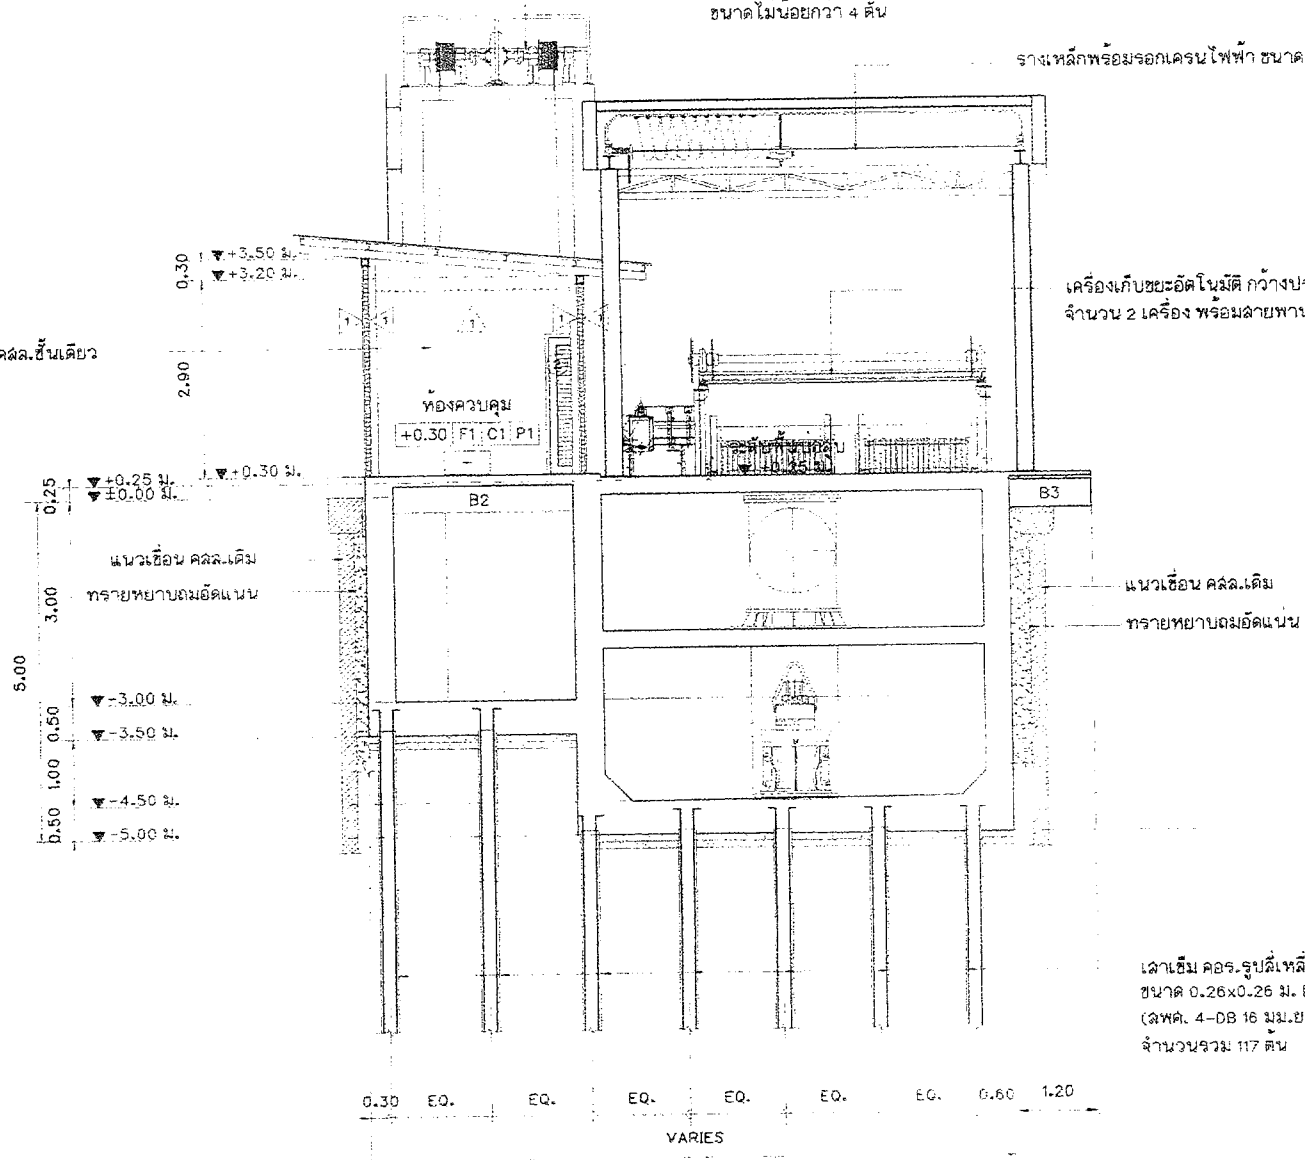 ขนาดไม่น้อยกว่า 4 ตัน
รางเหล็กพร้อมรอกเครนไฟฟ้า ขนาด
+3.50 ม.
+3.20 ม.
0.30
เครื่องเก็บขยะอัตโนมัติ กว้างประ
จำนวน 2 เครื่อง พร้อมสายพาน
1 1 1 1 1
คสล.ชั้นเดียว
2.90
ห้องควบคุม
+0.30 F1 C1 P1
+0.25 ม.
+0.30 ม.
+0.25 ม.
±0.00 ม.
0.25
B2
B3
แนวเขื่อน คสล.เดิม
ทรายหยาบถมอัดแน่น
แนวเขื่อน คสล.เดิม
ทรายหยาบถมอัดแน่น
3.00
5.00
-3.00 ม.
0.50
-3.50 ม.
1.00
-4.50 ม.
0.50
-5.00 ม.
เสาเข็ม คอร.รูปสี่เหลี่
ขนาด 0.26x0.26 ม.
(ลพด. 4-DB 16 มม.ย
จำนวนรวม 117 ต้น
0.30 EQ. EQ. EQ. EQ. EQ. EQ. 0.60 1.20
VARIES